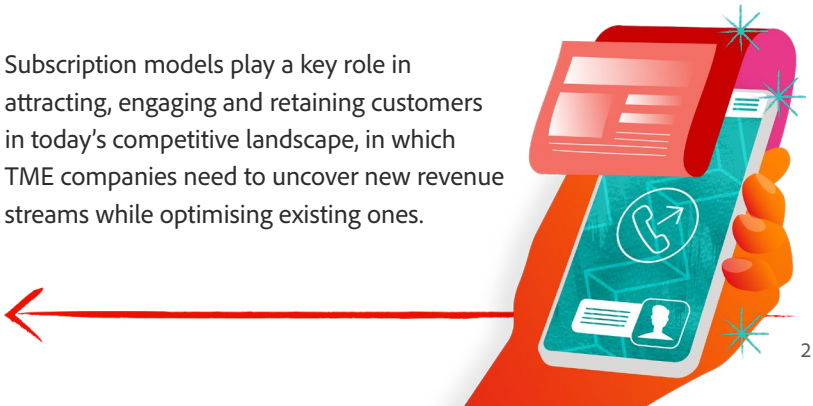 Subscription models play a key role in
attracting, engaging and retaining customers
in today's competitive landscape, in which
TME companies need to uncover new revenue
streams while optimising existing ones.
2